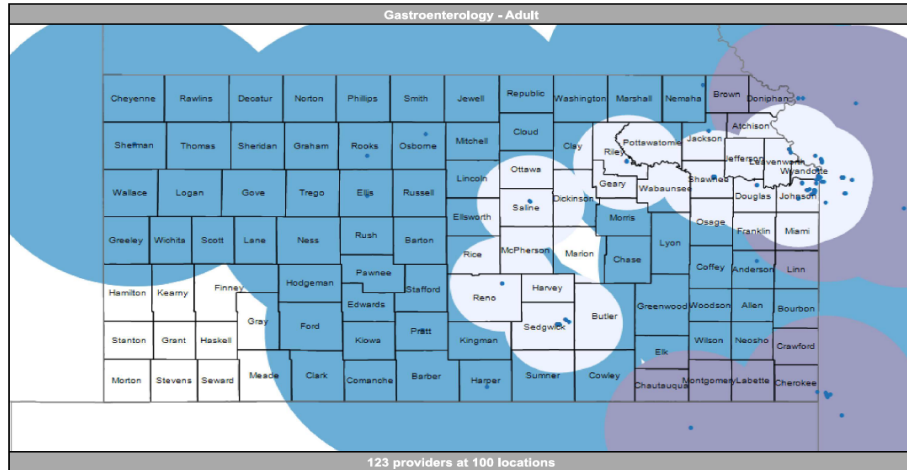 Gastroenterology - Adult
Cheyenne Rawlins Decatur Norton Phillips Smith Jewell Republic Washington Marshall Nemaha Brown Doniphan
Sherman Thomas Sheridan Graham Rooks Osborne Mitchell Cloud Clay Riley Pottawatomie Jackson Atchison
Jefferson Leavenworth
Wallace Logan Gove Trego Ellis Russell Lincoln Ottawa Geary Wabaunsee Shawnee Wyandotte
Saline Dickinson Douglas Johnson
Greeley Wichita Scott Lane Ness Rush Barton Ellsworth McPherson Marion Morris Chase Lyon Osage Franklin Miami
Hamilton Kearny Finney Hodgeman Pawnee Stafford Rice Reno Harvey Coffey Anderson Linn
Gray Ford Edwards Sedgwick Butler Greenwood Woodson Allen Bourbon
Stanton Grant Haskell Kiowa Pratt Kingman Elk Wilson Neosho Crawford
Morton Stevens Seward Meade Clark Comanche Barber Harper Sumner Cowley Chautauqua Montgomery Labette Cherokee
123 providers at 100 locations